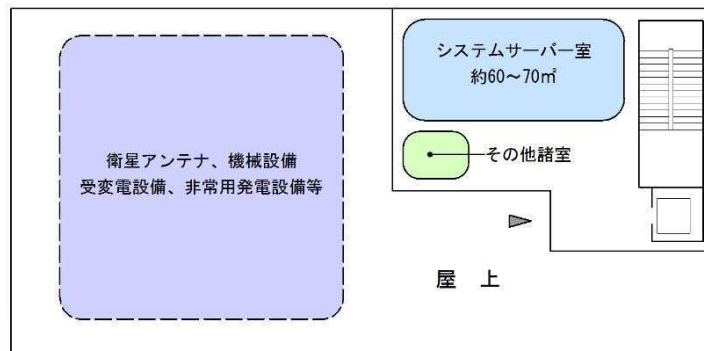 システムサーバー室
約60～70㎡
衛星アンテナ、機械設備
受変電設備、非常用発電設備等
その他諸室
屋 上